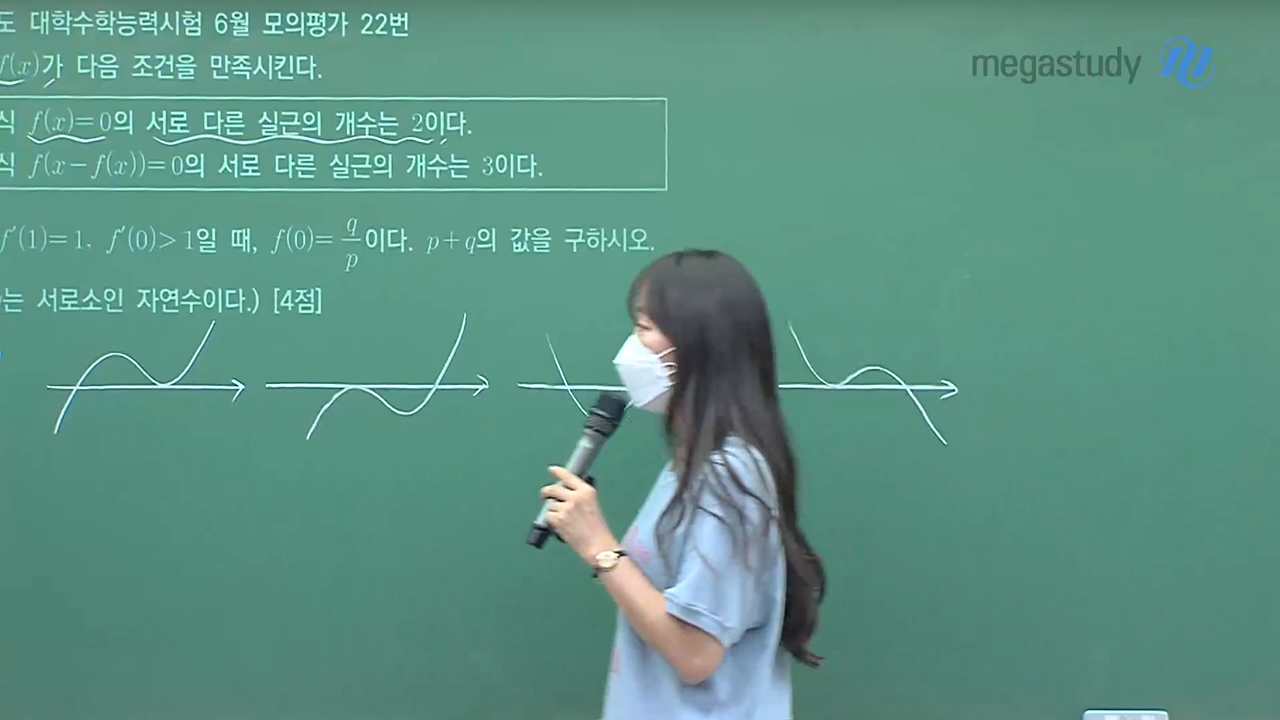 도 대학수학능력시험 6월 모의평가 22번
megastudy
f(x)가 다음 조건을 만족시킨다.
식 f(x)=0의 서로 다른 실근의 개수는 2이다.
식 f(x-f(x))=0의 서로 다른 실근의 개수는 3이다.
f'(1)=1, f'(0)>1일 때, f(0)=q/p이다. p+q의 값을 구하시오.
는 서로소인 자연수이다.) [4점]